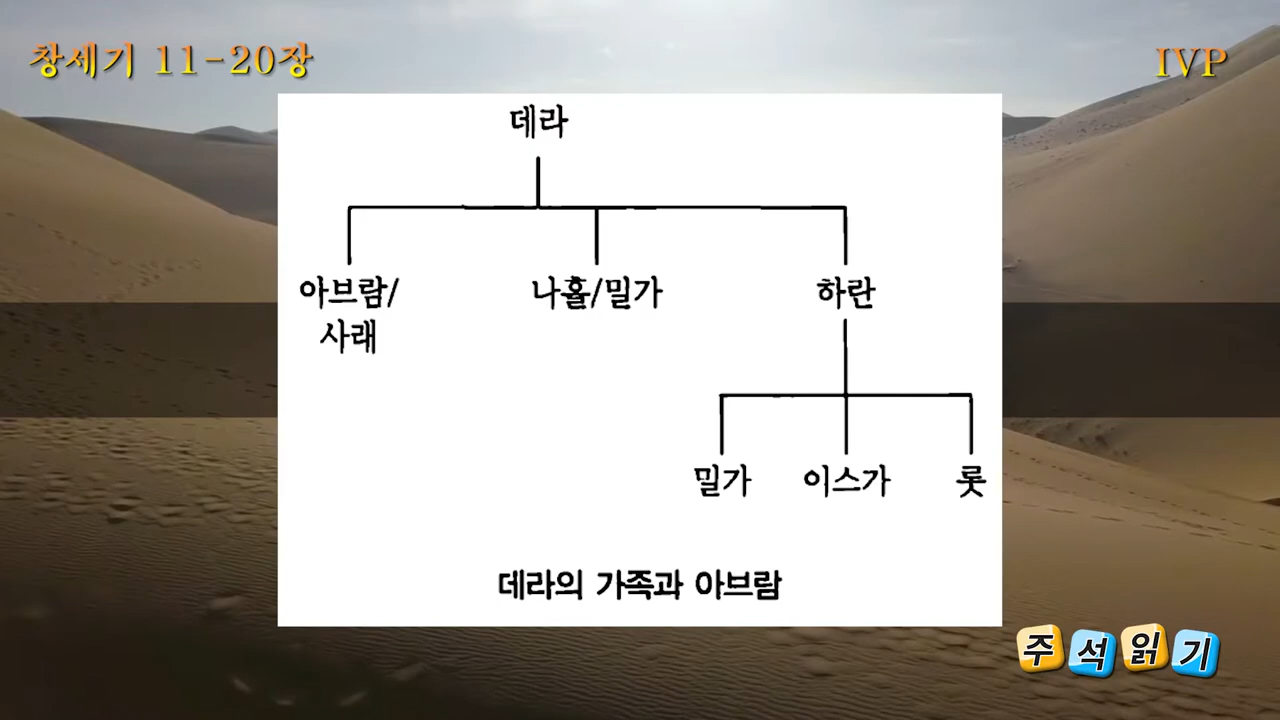 창세기 11-20장
IVP
데라
아브람/
사래
나홀/밀가
하란
밀가 이스가 롯
데라의 가족과 아브람
주석읽기